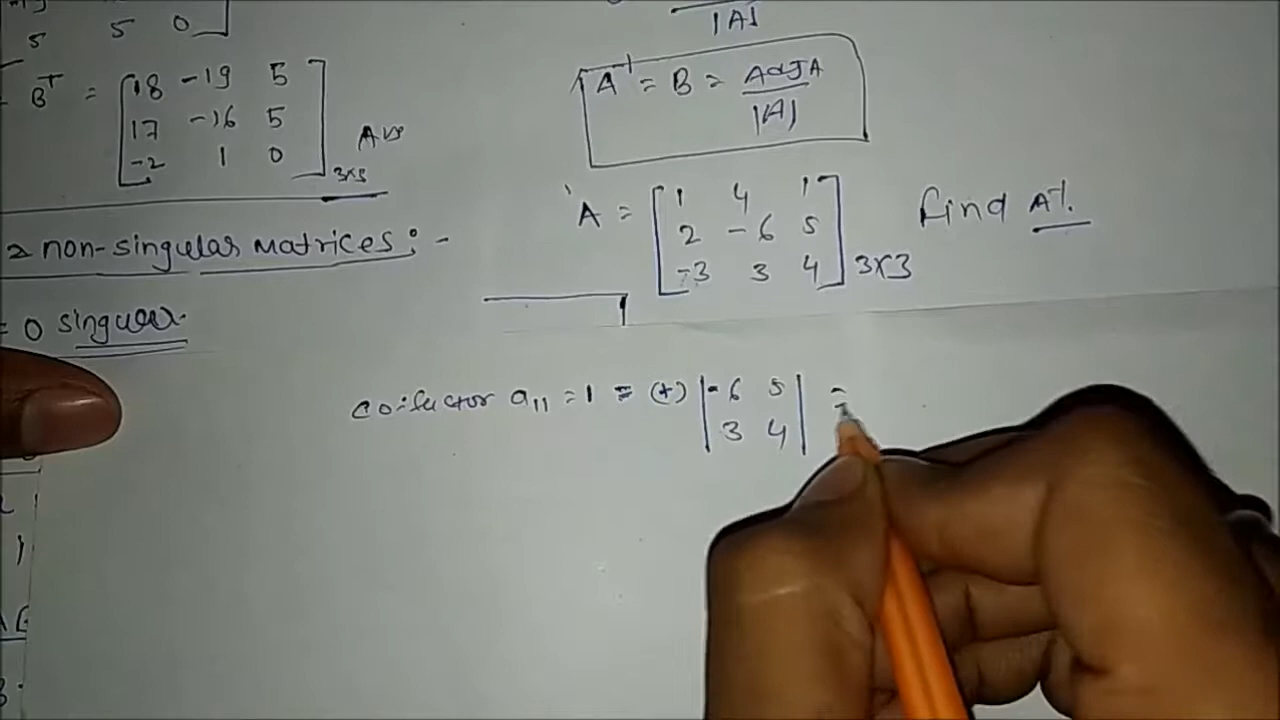 5 5 0
|A|
B^T = [18 -19 5
17 -16 5
-2 1 0] 3x3 Ans
A^-1 = B = AdJA
|A|
A = [1 4 1
2 -6 5
-3 3 4] 3x3 find A^-1.
non-singular matrices :-
= 0 singular
cofactor a11 = 1 = (+) |-6 5
3 4| =